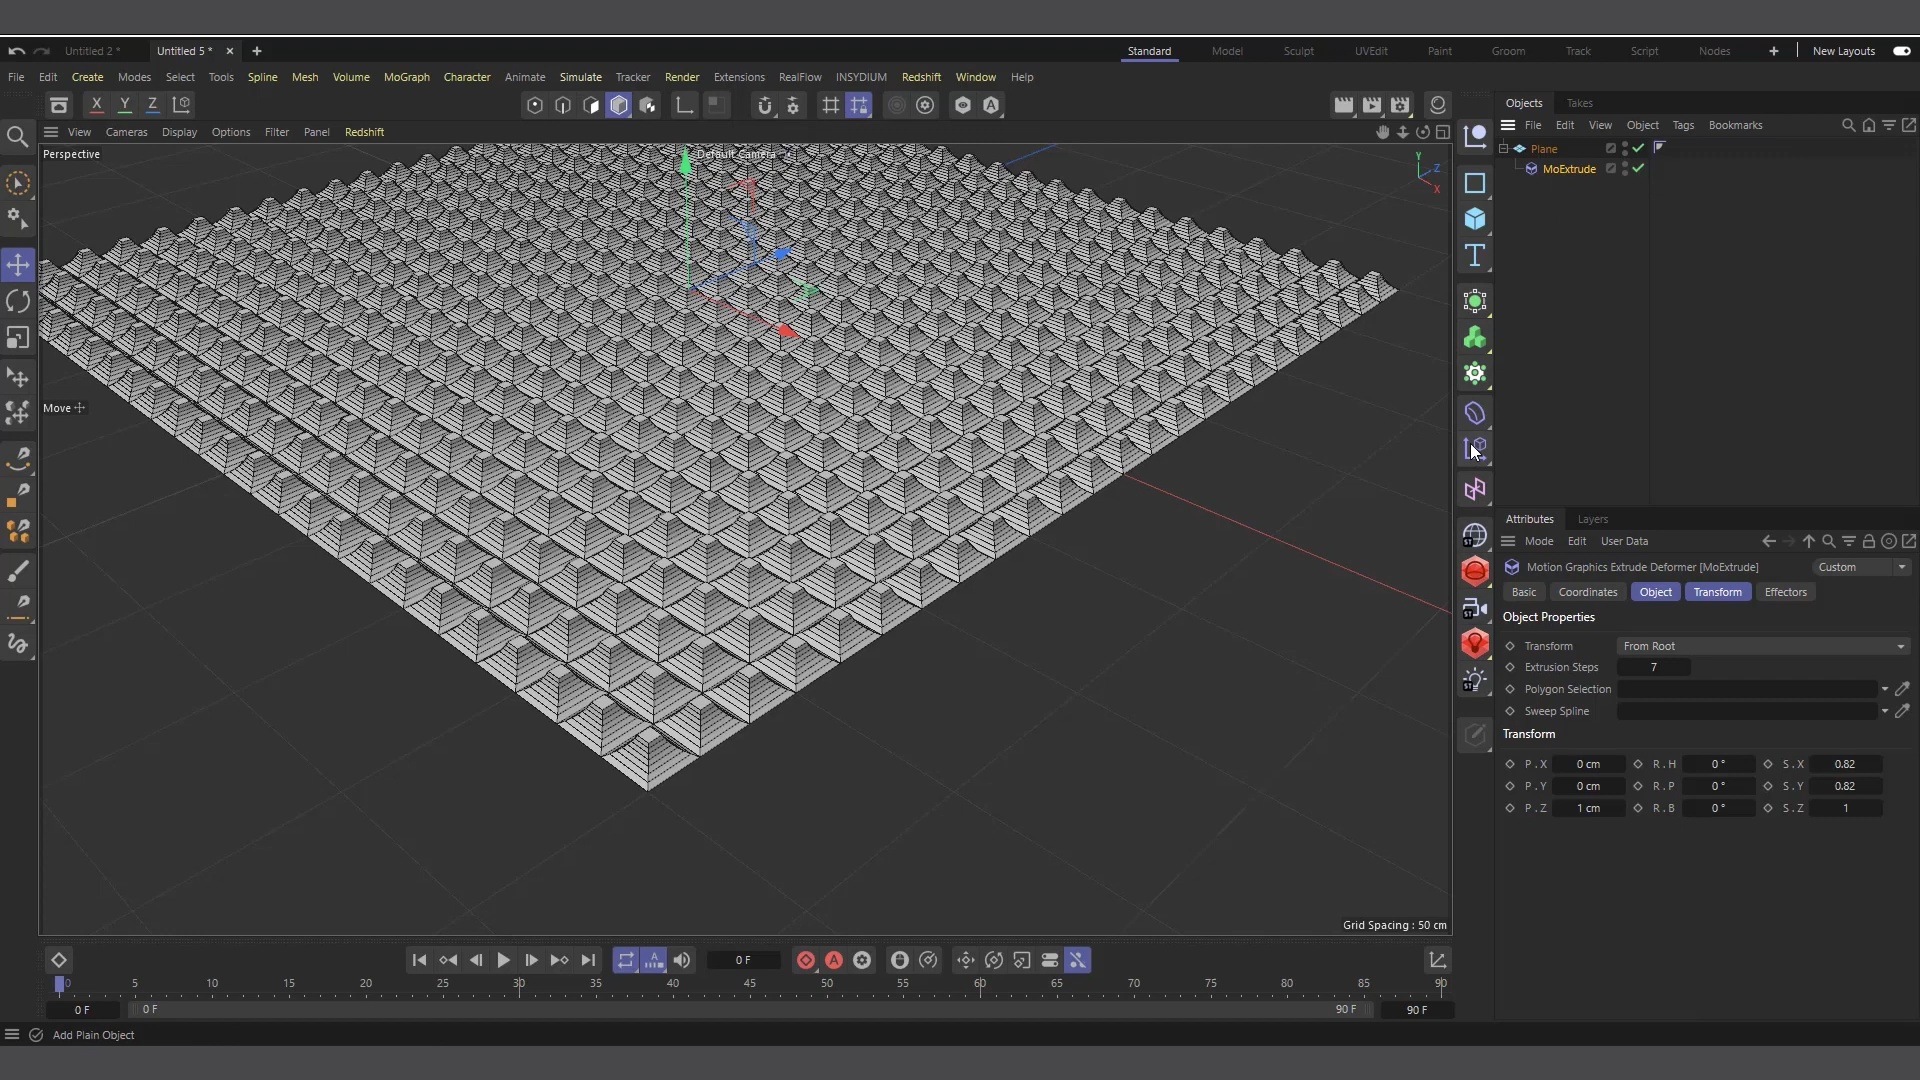 Untitled 2 *
Untitled 5 *
Standard Model Sculpt UVEdit Paint Groom Track Script Nodes New Layouts
File Edit Create Modes Select Tools Spline Mesh Volume MoGraph Character Animate Simulate Tracker Render Extensions RealFlow INSYDIUM Redshift Window Help
X Y Z
View Cameras Display Options Filter Panel Redshift
Perspective
Default Camera
Y
Z
X
Move
Grid Spacing : 50 cm
Objects Takes
File Edit View Object Tags Bookmarks
Plane
MoExtrude
Attributes Layers
Mode Edit User Data
Motion Graphics Extrude Deformer [MoExtrude] Custom
Basic Coordinates Object Transform Effectors
Object Properties
Transform From Root
Extrusion Steps 7
Polygon Selection
Sweep Spline
Transform
P . X 0 cm R . H 0 ° S . X 0.82
P . Y 0 cm R . P 0 ° S . Y 0.82
P . Z 1 cm R . B 0 ° S . Z 1
0 F
0 5 10 15 20 25 30 35 40 45 50 55 60 65 70 75 80 85 90
0 F 0 F 90 F 90 F
Add Plain Object